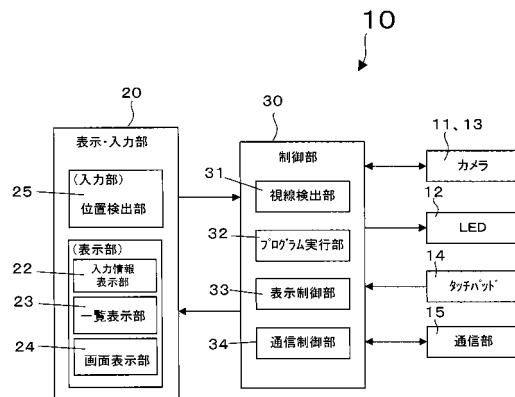 10
20
表示・入力部
(入力部)
25
位置検出部
(表示部)
22
入力情報
表示部
23
一覧表示部
24
画面表示部
30
制御部
31
視線検出部
32
プログラム実行部
33
表示制御部
34
通信制御部
11、13
カメラ
12
LED
14
タッチパッド
15
通信部